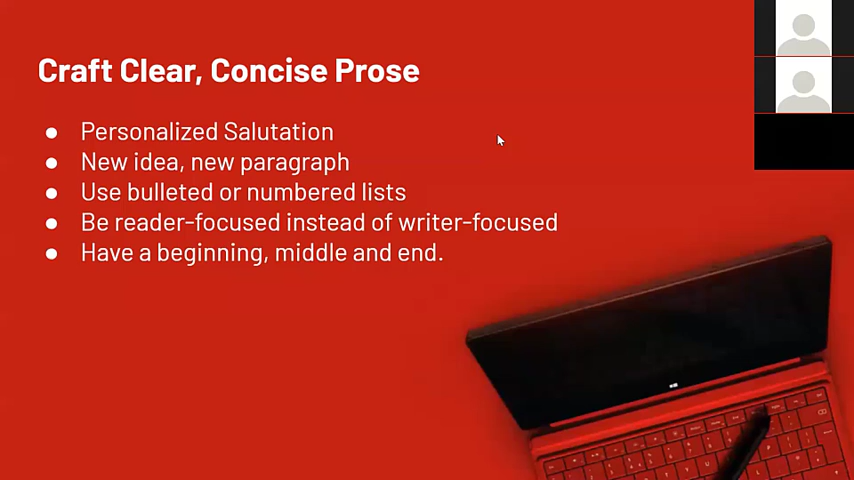 Craft Clear, Concise Prose
● Personalized Salutation
● New idea, new paragraph
● Use bulleted or numbered lists
● Be reader-focused instead of writer-focused
● Have a beginning, middle and end.